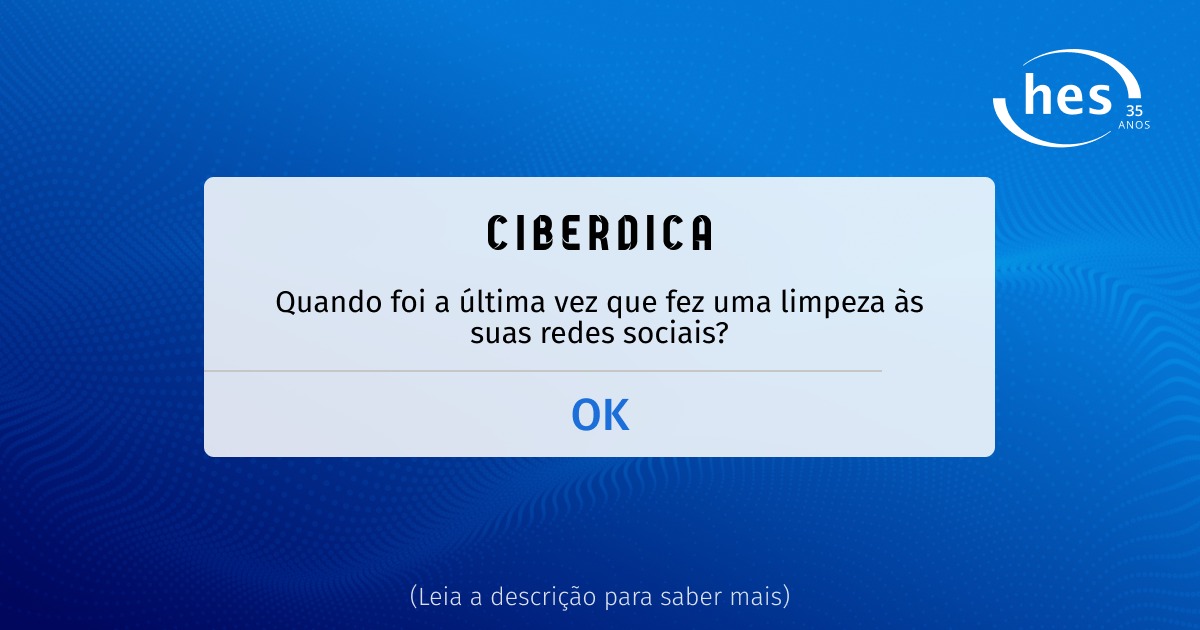 hes
35
ANOS
CIBERDICA
Quando foi a última vez que fez uma limpeza às
suas redes sociais?
OK
(Leia a descrição para saber mais)